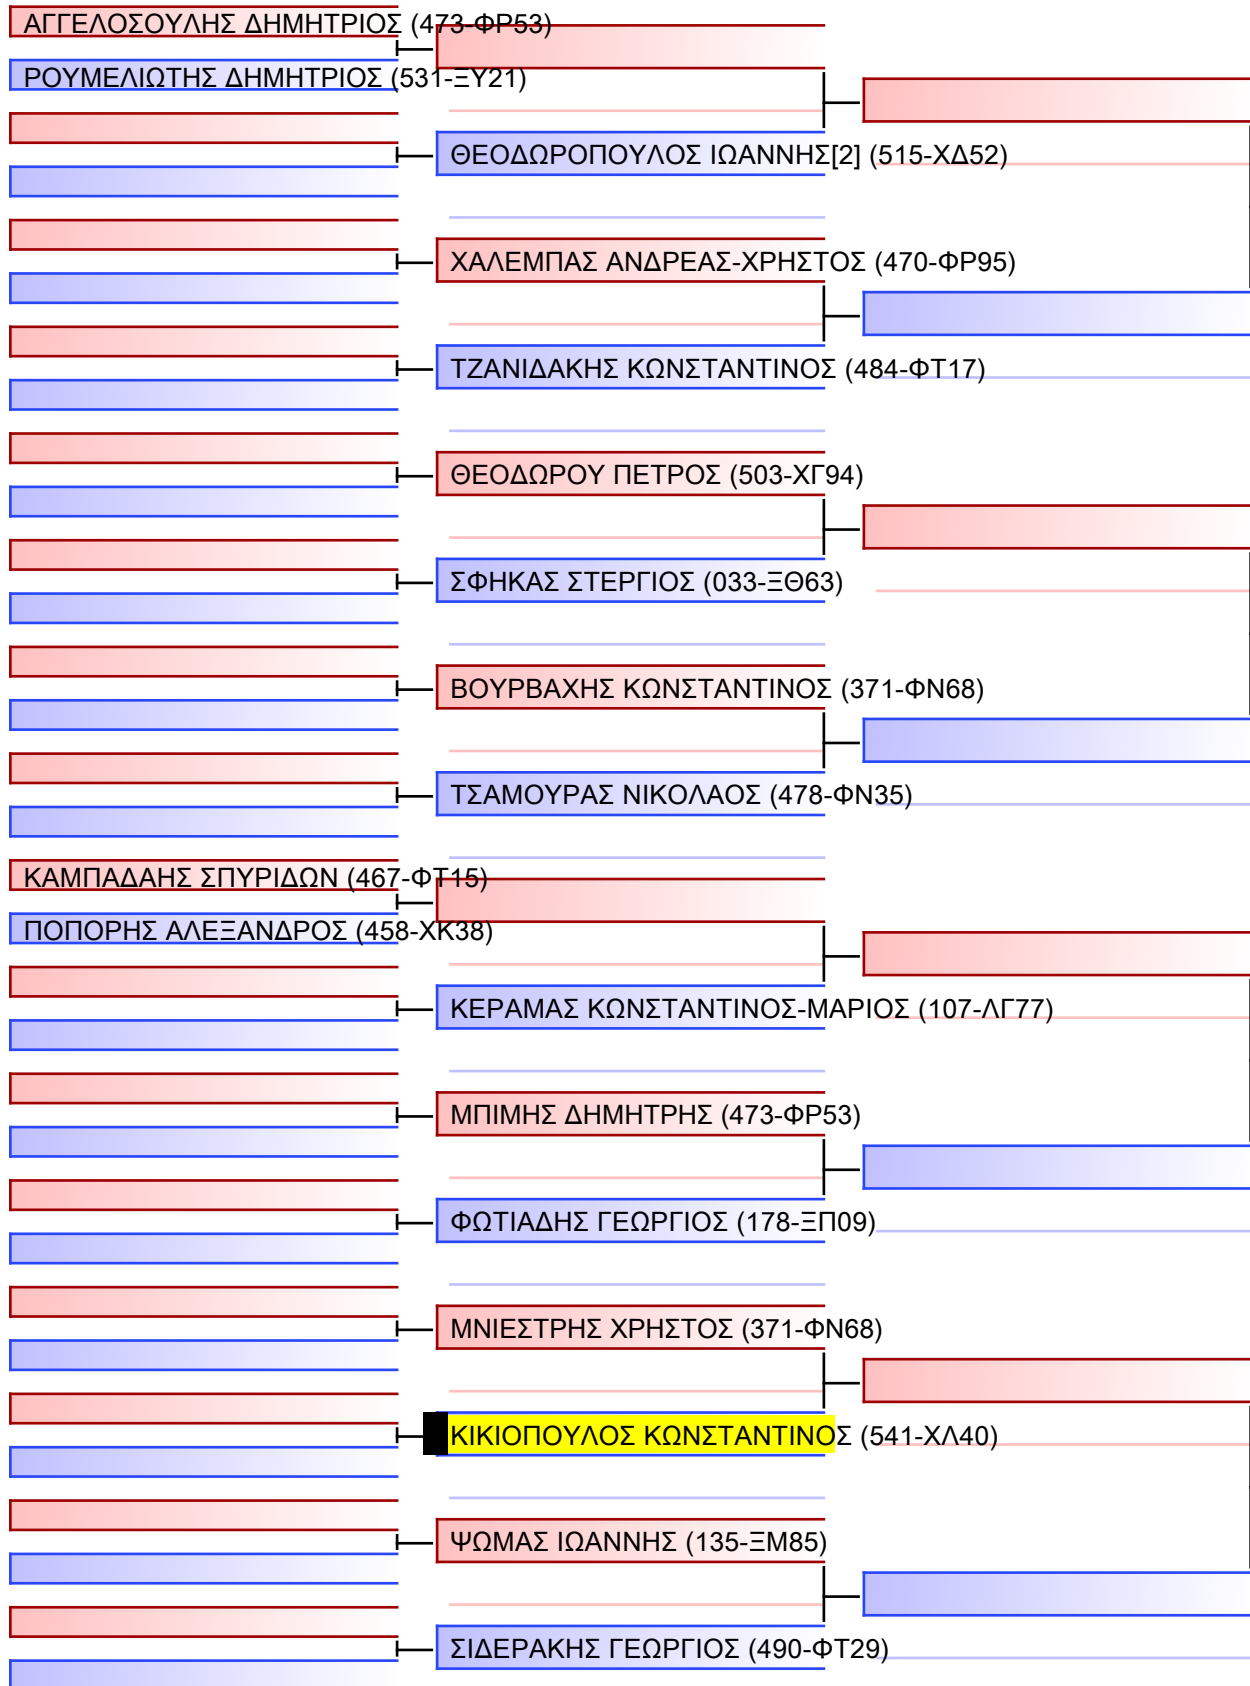 ΑΓΓΕΛΟΣΟΥΛΗΣ ΔΗΜΗΤΡΙΟΣ (473-ΦΡ53)
ΡΟΥΜΕΛΙΩΤΗΣ ΔΗΜΗΤΡΙΟΣ (531-ΞΥ21)
ΘΕΟΔΩΡΟΠΟΥΛΟΣ ΙΩΑΝΝΗΣ[2] (515-ΧΔ52)
ΧΑΛΕΜΠΑΣ ΑΝΔΡΕΑΣ-ΧΡΗΣΤΟΣ (470-ΦΡ95)
ΤΖΑΝΙΔΑΚΗΣ ΚΩΝΣΤΑΝΤΙΝΟΣ (484-ΦΤ17)
ΘΕΟΔΩΡΟΥ ΠΕΤΡΟΣ (503-ΧΓ94)
ΣΦΗΚΑΣ ΣΤΕΡΓΙΟΣ (033-ΞΘ63)
ΒΟΥΡΒΑΧΗΣ ΚΩΝΣΤΑΝΤΙΝΟΣ (371-ΦΝ68)
ΤΣΑΜΟΥΡΑΣ ΝΙΚΟΛΑΟΣ (478-ΦΝ35)
ΚΑΜΠΑΔΑΗΣ ΣΠΥΡΙΔΩΝ (467-ΦΤ15)
ΠΟΠΟΡΗΣ ΑΛΕΞΑΝΔΡΟΣ (458-ΧΚ38)
ΚΕΡΑΜΑΣ ΚΩΝΣΤΑΝΤΙΝΟΣ-ΜΑΡΙΟΣ (107-ΛΓ77)
ΜΠΙΜΗΣ ΔΗΜΗΤΡΗΣ (473-ΦΡ53)
ΦΩΤΙΑΔΗΣ ΓΕΩΡΓΙΟΣ (178-ΞΠ09)
ΜΝΙΕΣΤΡΗΣ ΧΡΗΣΤΟΣ (371-ΦΝ68)
ΚΙΚΙΟΠΟΥΛΟΣ ΚΩΝΣΤΑΝΤΙΝΟΣ (541-ΧΛ40)
ΨΩΜΑΣ ΙΩΑΝΝΗΣ (135-ΞΜ85)
ΣΙΔΕΡΑΚΗΣ ΓΕΩΡΓΙΟΣ (490-ΦΤ29)